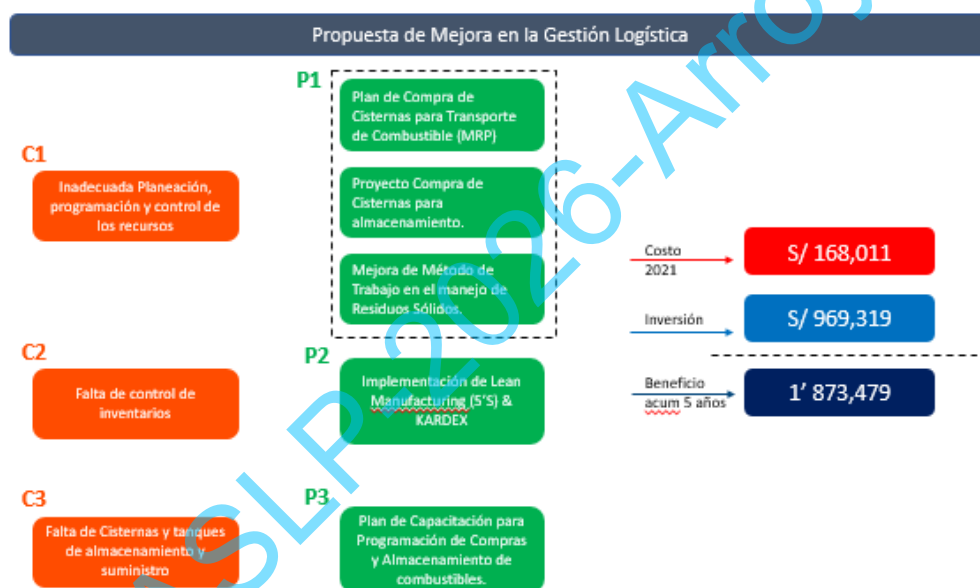 Propuesta de Mejora en la Gestión Logística
P1
Plan de Compra de
Cisternas para Transporte
de Combustible (MRP)
C1
Inadecuada Planeación,
programación y control de
los recursos
Proyecto Compra de
Cisternas para
almacenamiento.
Costo
2021
S/ 168,011
Mejora de Método de
Trabajo en el manejo de
Residuos Sólidos.
Inversión
S/ 969,319
C2
Falta de control de
inventarios
P2
Implementación de Lean
Manufacturing (5'S) &
KARDEX
Beneficio
acum 5 años
1' 873,479
C3
Falta de Cisternas y tanques
de almacenamiento y
suministro
P3
Plan de Capacitación para
Programación de Compras
y Almacenamiento de
combustibles.
ASLP-2026-Arroy